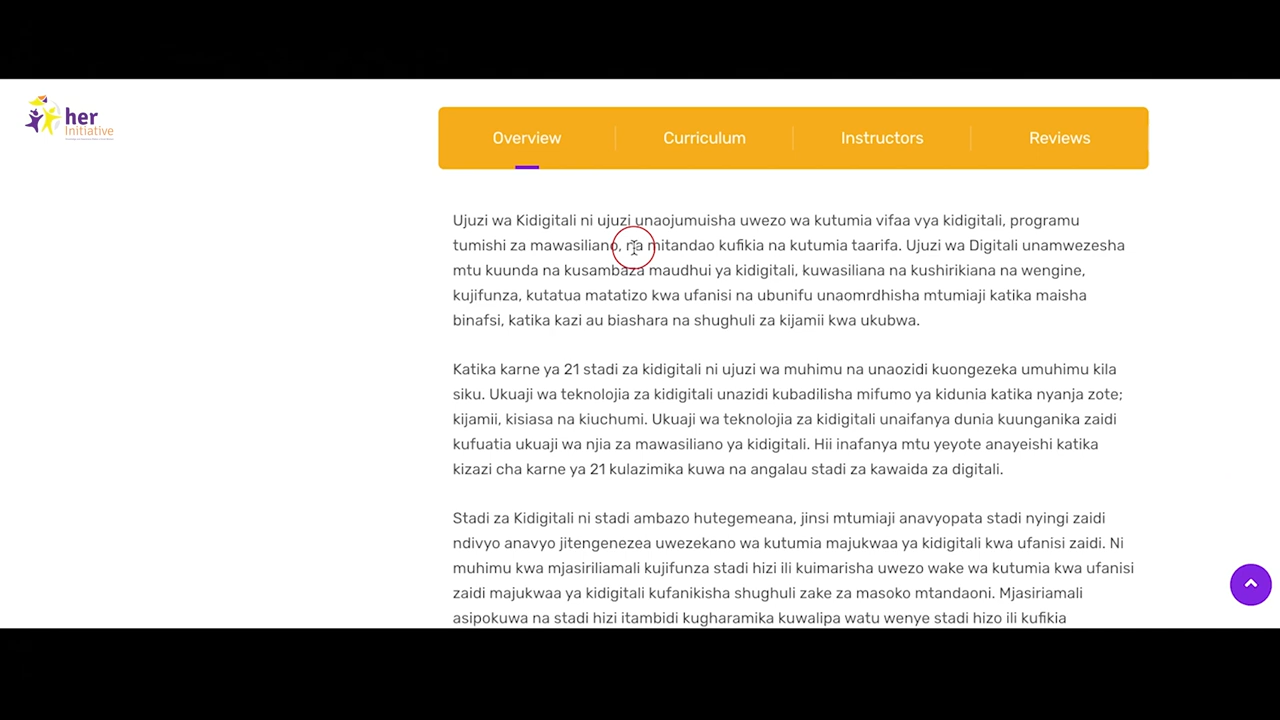 her
Initiative
Overview
Curriculum
Instructors
Reviews
Ujuzi wa Kidigitali ni ujuzi unaojumuisha uwezo wa kutumia vifaa vya kidigitali, programu
tumishi za mawasiliano, na mitandao kufikia na kutumia taarifa. Ujuzi wa Digitali unamwezesha
mtu kuunda na kusambaza maudhui ya kidigitali, kuwasiliana na kushirikiana na wengine,
kujifunza, kutatua matatizo kwa ufanisi na ubunifu unaomrdhisha mtumiaji katika maisha
binafsi, katika kazi au biashara na shughuli za kijamii kwa ukubwa.
Katika karne ya 21 stadi za kidigitali ni ujuzi wa muhimu na unaozidi kuongezeka umuhimu kila
siku. Ukuaji wa teknolojia za kidigitali unazidi kubadilisha mifumo ya kidunia katika nyanja zote;
kijamii, kisiasa na kiuchumi. Ukuaji wa teknolojia za kidigitali unaifanya dunia kuunganika zaidi
kufuatia ukuaji wa njia za mawasiliano ya kidigitali. Hii inafanya mtu yeyote anayeishi katika
kizazi cha karne ya 21 kulazimika kuwa na angalau stadi za kawaida za digitali.
Stadi za Kidigitali ni stadi ambazo hutegemeana, jinsi mtumiaji anavyopata stadi nyingi zaidi
ndivyo anavyo jitengenezea uwezekano wa kutumia majukwaa ya kidigitali kwa ufanisi zaidi. Ni
muhimu kwa mjasiriliamali kujifunza stadi hizi ili kuimarisha uwezo wake wa kutumia kwa ufanisi
zaidi majukwaa ya kidigitali kufanikisha shughuli zake za masoko mtandaoni. Mjasiriamali
asipokuwa na stadi hizi itambidi kugharamika kuwalipa watu wenye stadi hizo ili kufikia